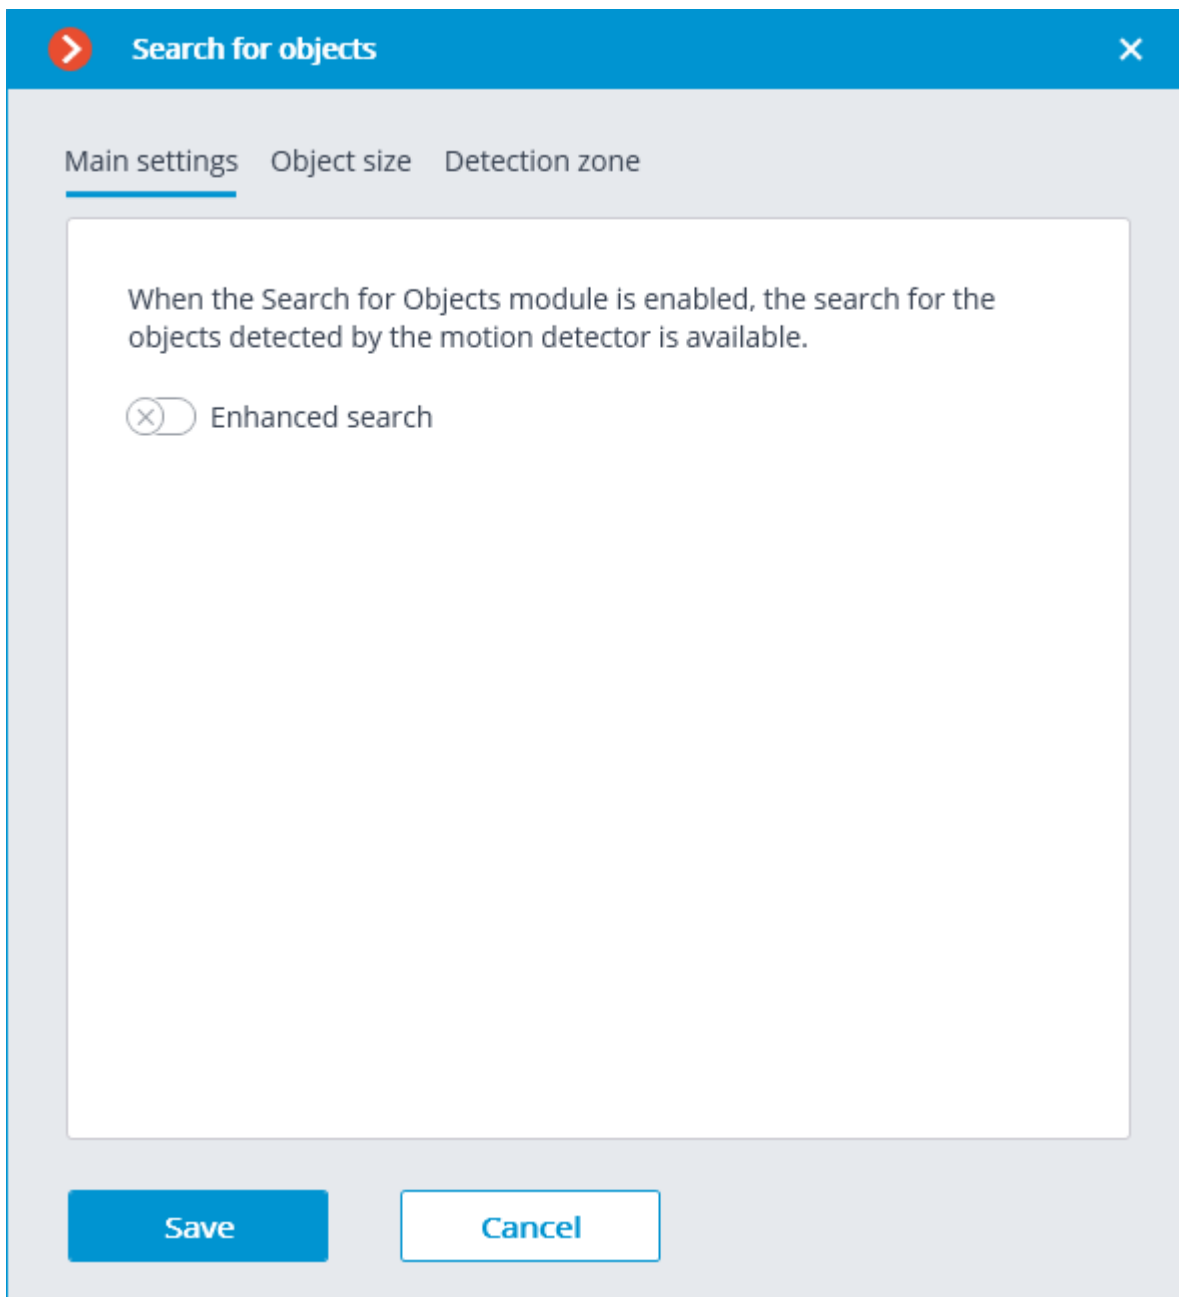 Search for objects
Main settings Object size Detection zone
When the Search for Objects module is enabled, the search for the
objects detected by the motion detector is available.
Enhanced search
Save Cancel